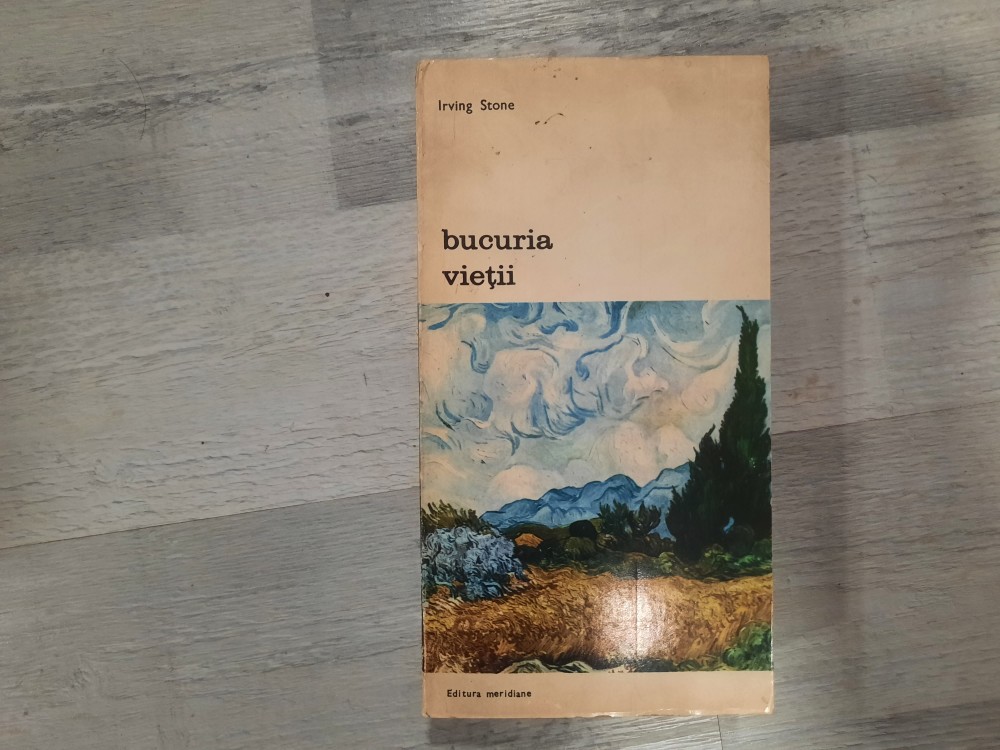 Irving Stone
bucuria
vieţii
Editura meridiane